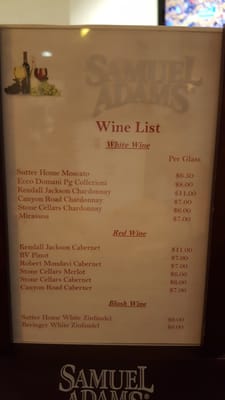 SAMUEL
ADAMS
Wine List
White Wine
Per Glass
Sutter Home Moscato $6.50
Ecco Domani Pg Collezioni $8.00
Kendall Jackson Chardonnay $11.00
Canyon Road Chardonnay $7.00
Stone Cellars Chardonnay $6.00
Mirassou $7.00
Red Wine
Kendall Jackson Cabernet $11.00
BV Pinot $7.00
Robert Mondavi Cabernet $7.00
Stone Cellars Merlot $6.00
Stone Cellars Cabernet $6.00
Canyon Road Cabernet $7.00
Blush Wine
Sutter Home White Zinfindel
Beringer White Zinfindel
SAMUEL
ADAMS